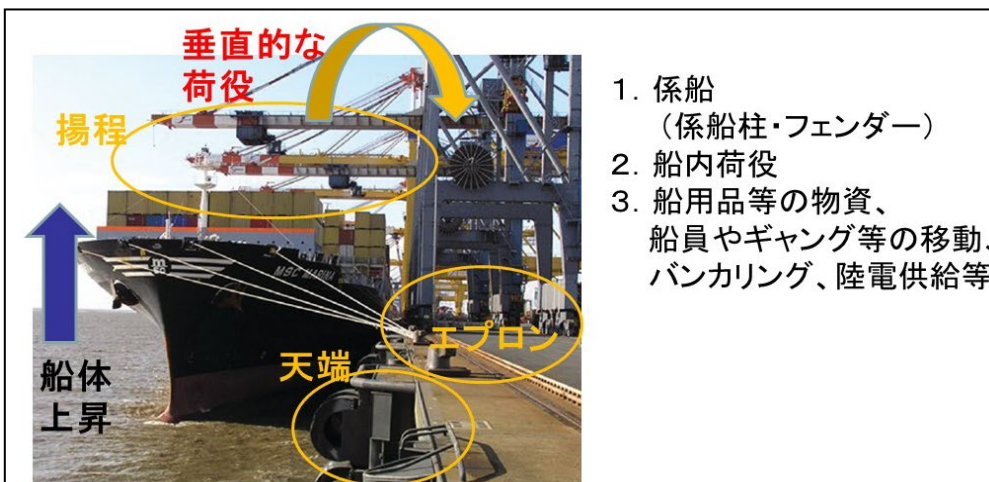 垂直的な
荷役
揚程
船体
上昇
天端
エプロン
MSC MARINA
1. 係船
(係船柱・フェンダー)
2. 船内荷役
3. 船用品等の物資、
船員やギャング等の移動、
バンカリング、陸電供給等